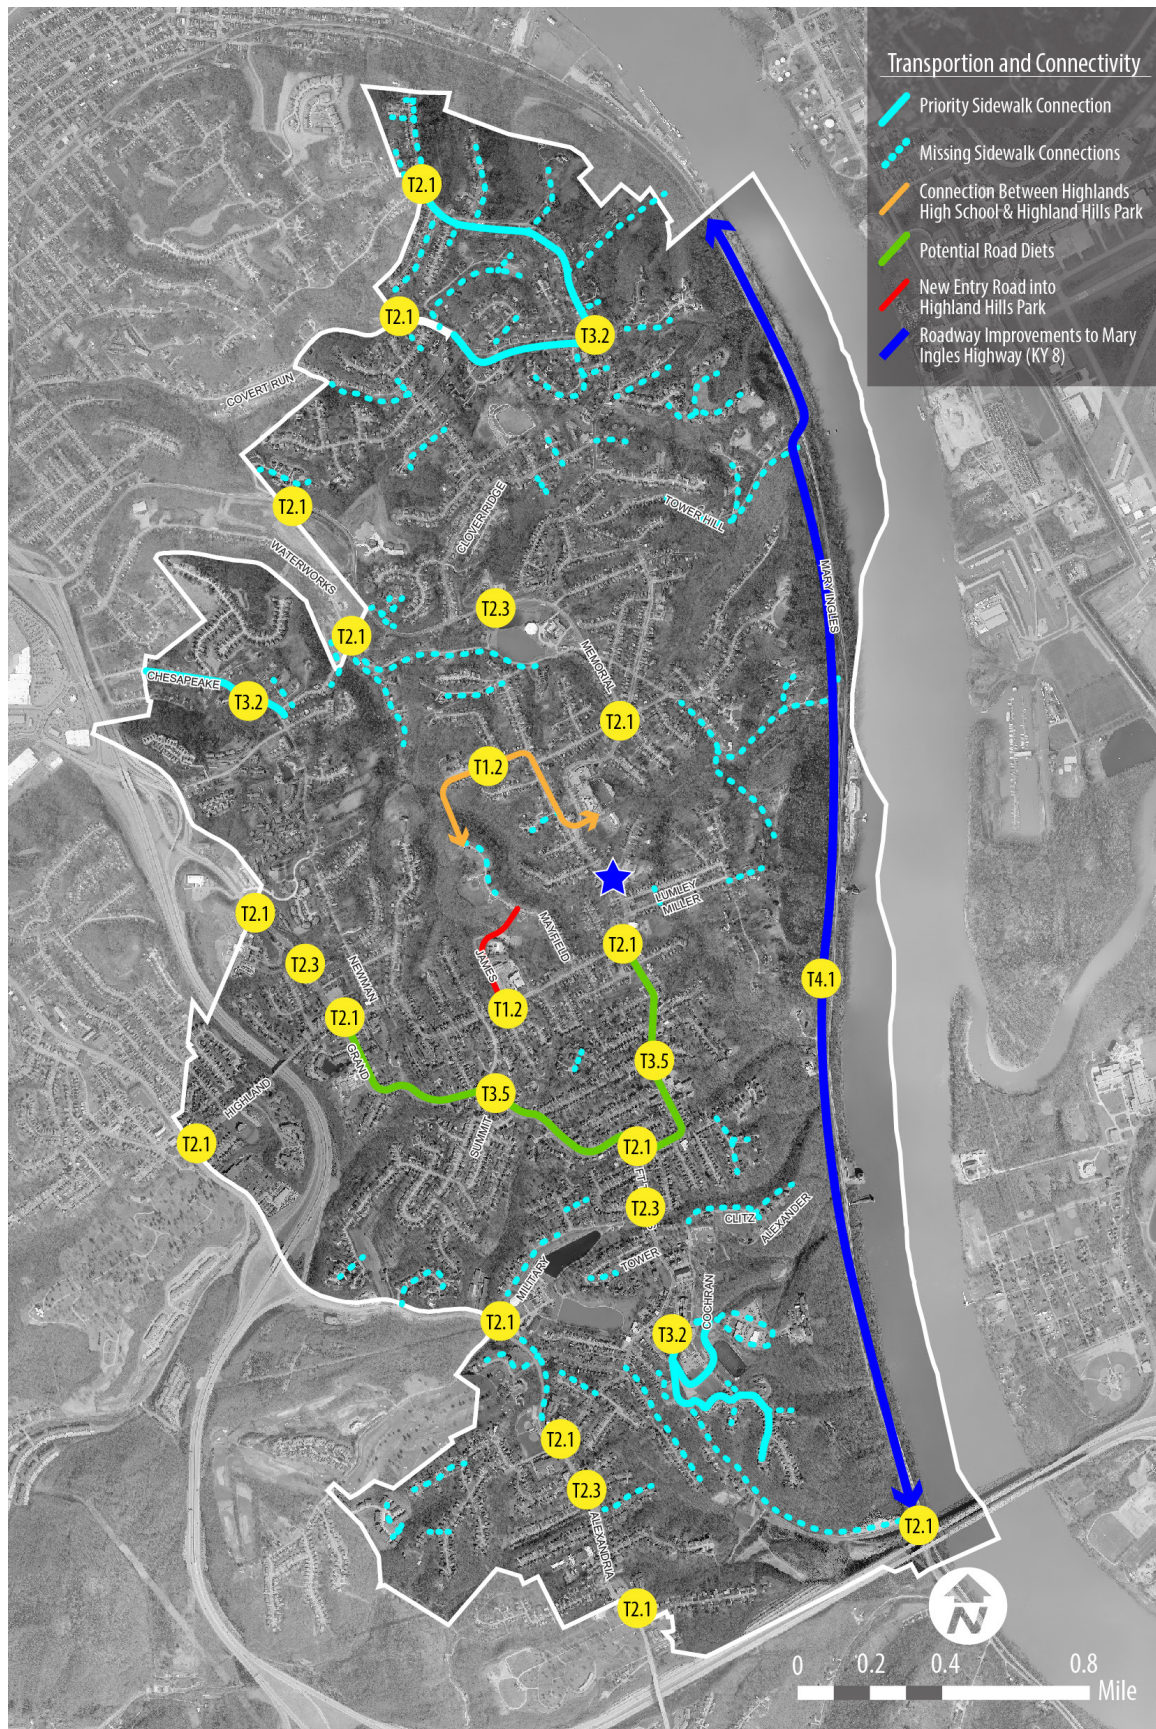 Transportion and Connectivity
Priority Sidewalk Connection
Missing Sidewalk Connections
Connection Between Highlands
High School & Highland Hills Park
Potential Road Diets
New Entry Road into
Highland Hills Park
Roadway Improvements to Mary
Ingles Highway (KY 8)
T2.1
T2.1
T3.2
COVERT RUN
T2.1
CLOVER RIDGE
TOWER HILL
WATERWORKS
MARY INGLES
T2.3
T2.1
MEMORIAL
CHESAPEAKE
T3.2
T2.1
T1.2
LUMLEY
MILLER
T2.1
MAYFIELD
T2.1
T2.3
NEWMAN
JAMES
T4.1
T1.2
T2.1
GRAND
T3.5
T3.5
HIGHLAND
SUMMIT
T2.1
T2.1
FT
T2.3
CLITZ
ALEXANDER
TOWER
MILITARY
COCHRAN
T2.1
T3.2
T2.1
T2.3
T2.1
ALEXANDRIA
T2.1
N
0 0.2 0.4 0.8
Mile